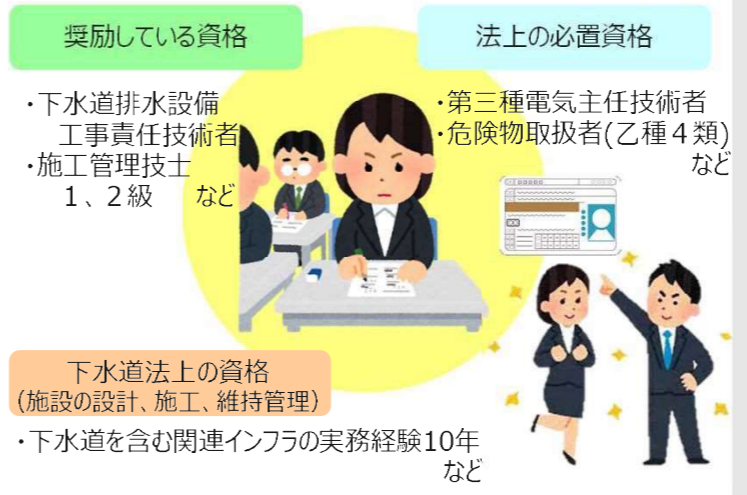 奨励している資格
・下水道排水設備
工事責任技術者
・施工管理技士
１、２級 など
法上の必置資格
・第三種電気主任技術者
・危険物取扱者(乙種４類)
など
下水道法上の資格
（施設の設計、施工、維持管理）
・下水道を含む関連インフラの実務経験10年
など